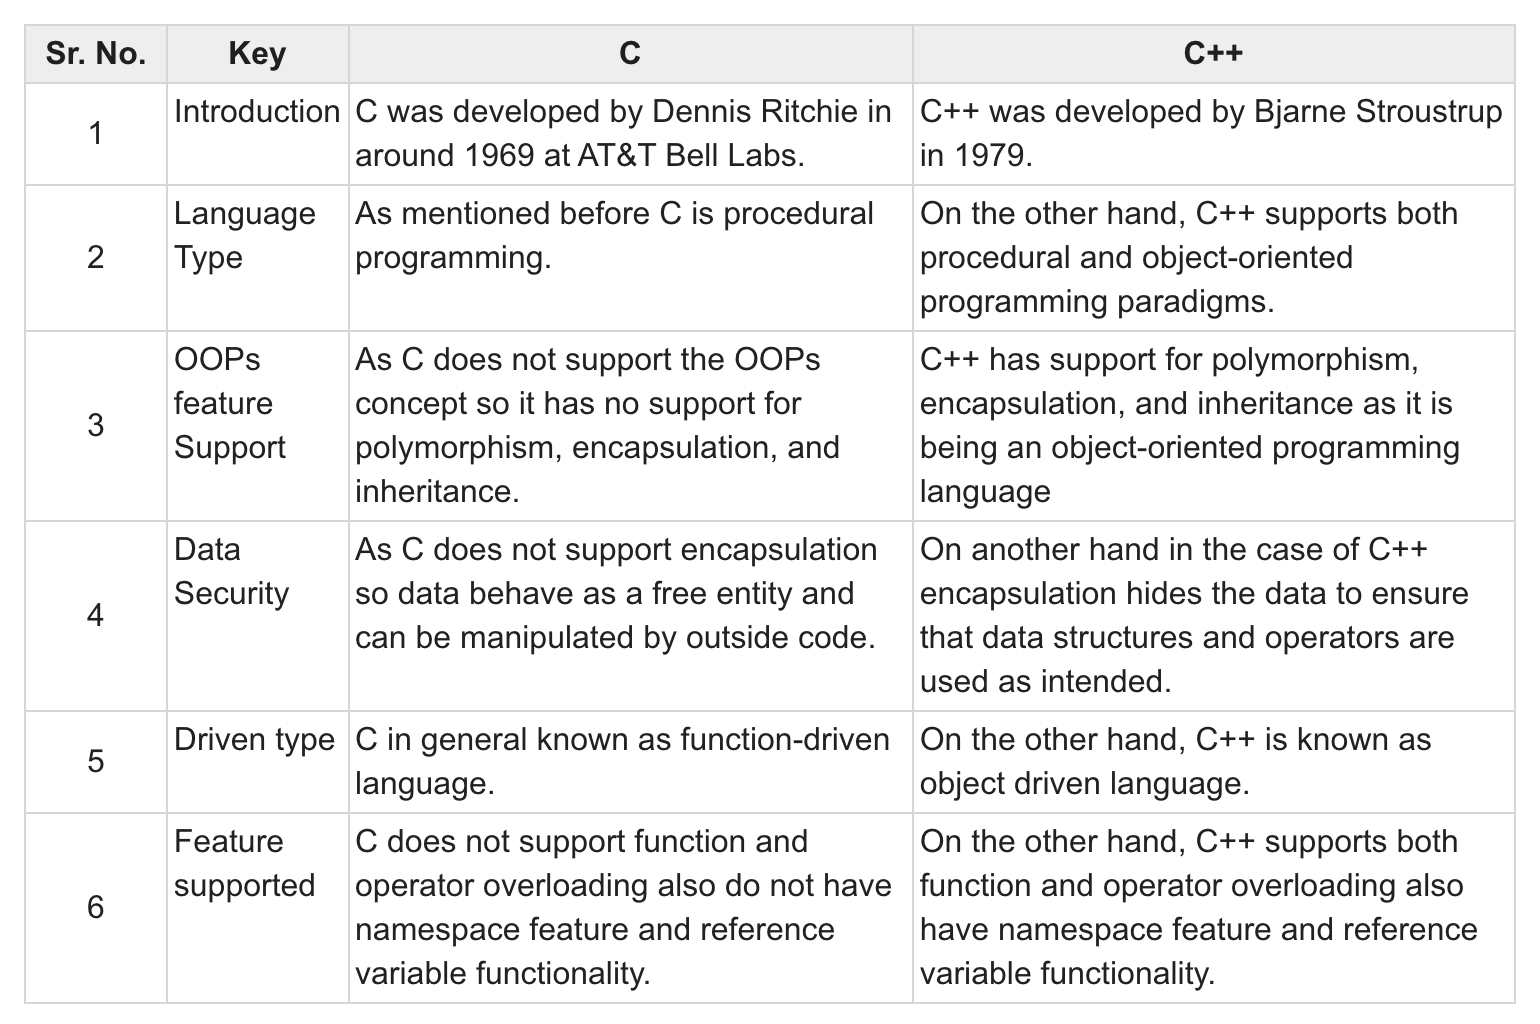 Sr. No. Key C C++
1
Introduction
C was developed by Dennis Ritchie in
around 1969 at AT&T Bell Labs.
C++ was developed by Bjarne Stroustrup
in 1979.
2
Language
Type
As mentioned before C is procedural
programming.
On the other hand, C++ supports both
procedural and object-oriented
programming paradigms.
3
OOPs
feature
Support
As C does not support the OOPs
concept so it has no support for
polymorphism, encapsulation, and
inheritance.
C++ has support for polymorphism,
encapsulation, and inheritance as it is
being an object-oriented programming
language
4
Data
Security
As C does not support encapsulation
so data behave as a free entity and
can be manipulated by outside code.
On another hand in the case of C++
encapsulation hides the data to ensure
that data structures and operators are
used as intended.
5
Driven type
C in general known as function-driven
language.
On the other hand, C++ is known as
object driven language.
6
Feature
supported
C does not support function and
operator overloading also do not have
namespace feature and reference
variable functionality.
On the other hand, C++ supports both
function and operator overloading also
have namespace feature and reference
variable functionality.